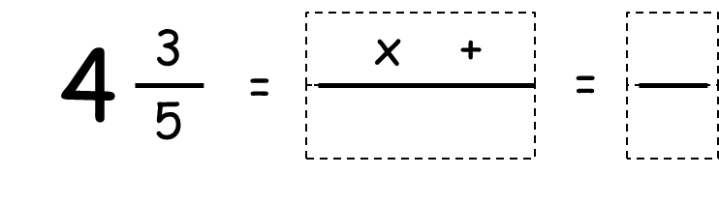 4 3/5 = × + =